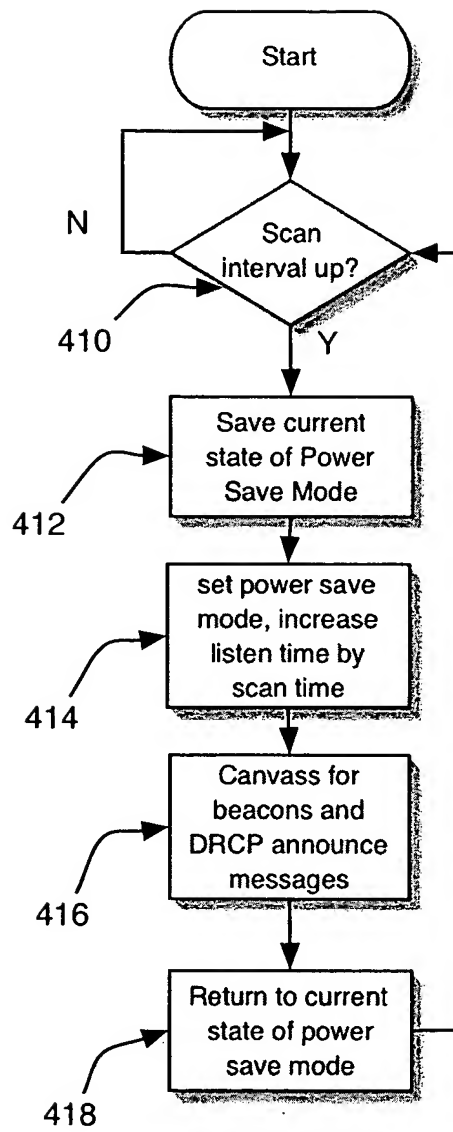 Start
N
Scan
interval up?
410
Y
Save current
state of Power
Save Mode
412
set power save
mode, increase
listen time by
scan time
414
Canvass for
beacons and
DRCP announce
messages
416
Return to current
state of power
save mode
418